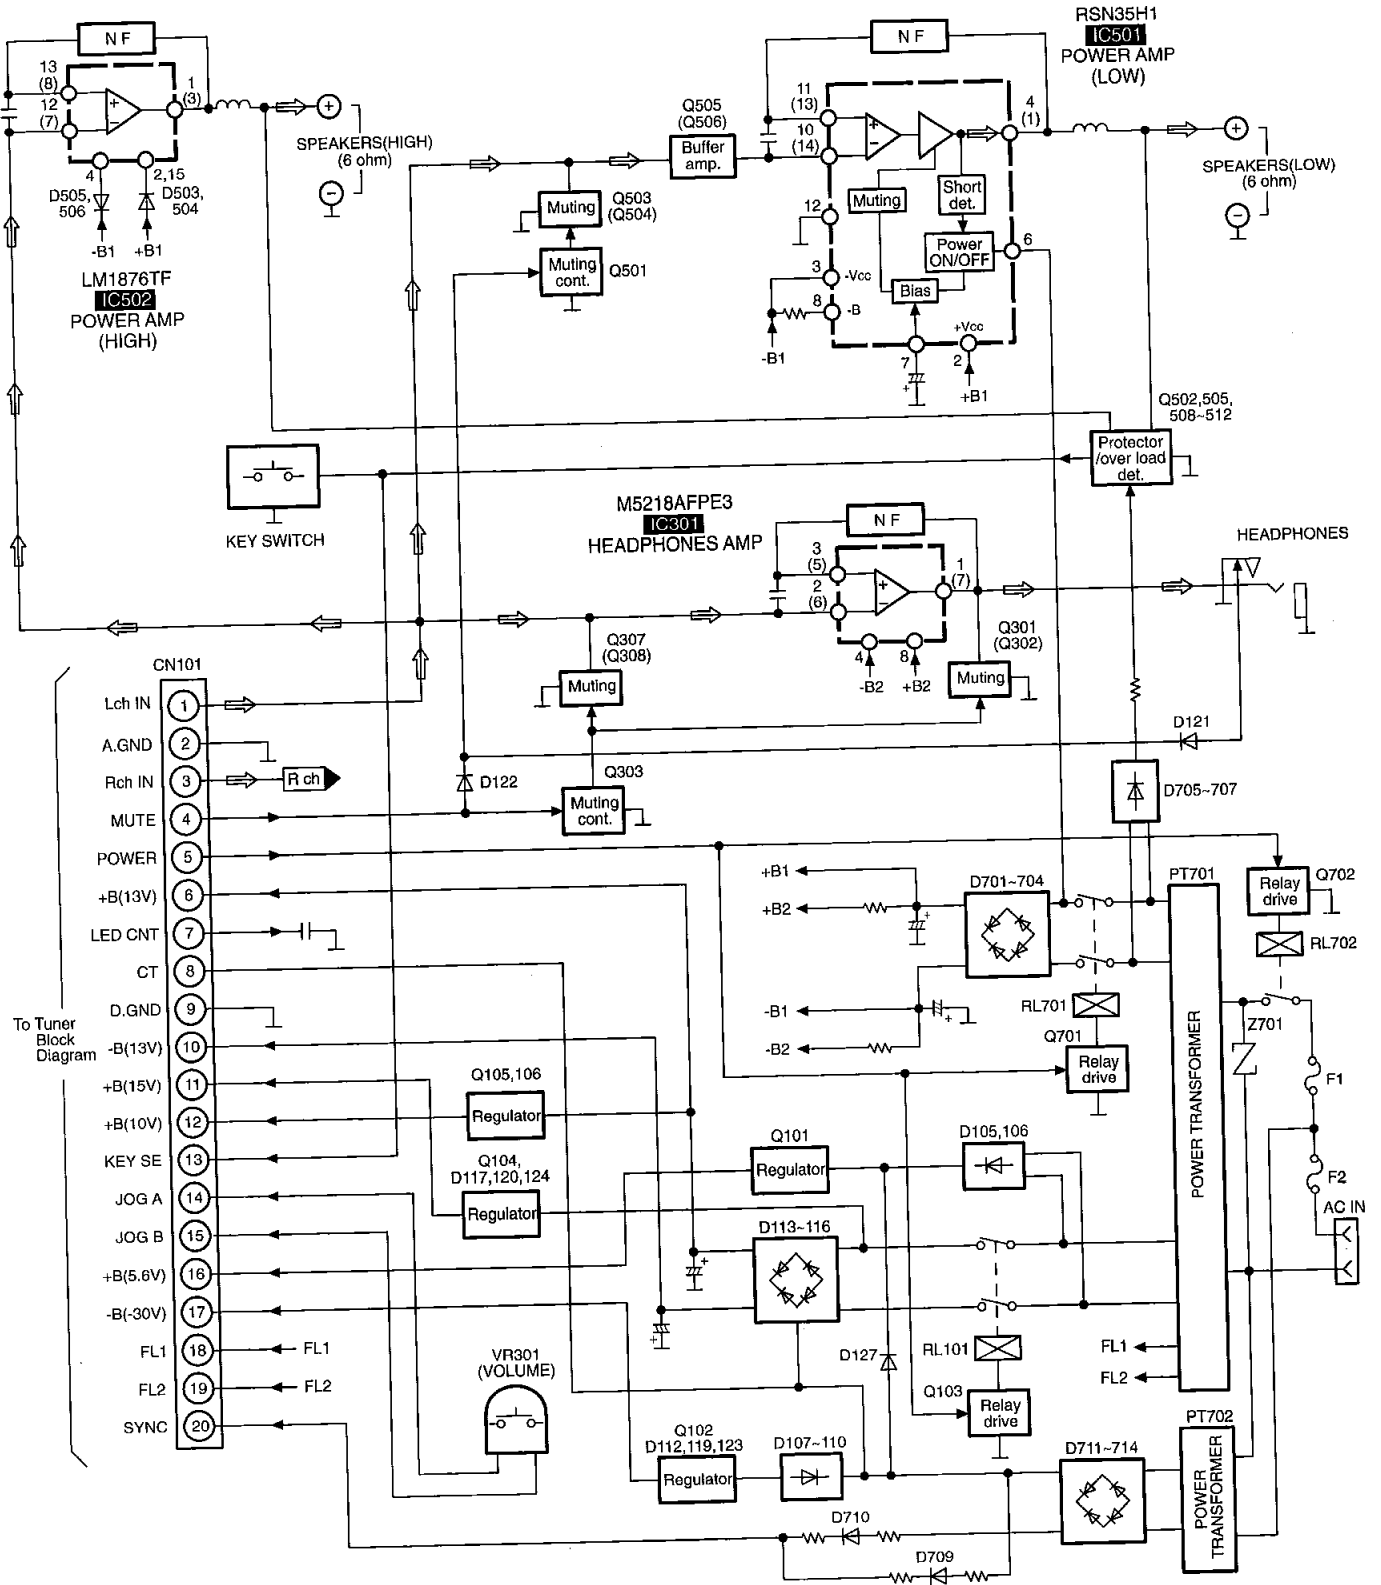 RSN35H1
IC501
POWER AMP
(LOW)
N F
N F
13
(8)
12
(7)
+
−
1
(3)
+
−
SPEAKERS(HIGH)
(6 ohm)
4
2,15
D505,
506
D503,
504
-B1
+B1
LM1876TF
IC502
POWER AMP
(HIGH)
Q505
(Q506)
Buffer
amp.
11
(13)
10
(14)
+
−
4
(1)
+
−
SPEAKERS(LOW)
(6 ohm)
Muting
Q503
(Q504)
Muting
cont.
Q501
12
Muting
Short
det.
Power
ON/OFF
6
3
-Vcc
8
-B
Bias
-B1
7
+
+Vcc
2
+B1
Q502,505,
508~512
Protector
/over load
det.
KEY SWITCH
M5218AFPE3
IC301
HEADPHONES AMP
N F
3
(5)
2
(6)
+
−
1
(7)
4
8
-B2
+B2
HEADPHONES
Q307
(Q308)
Muting
Q301
(Q302)
Muting
D121
Q303
Muting
cont.
D122
D705~707
To Tuner
Block
Diagram
CN101
Lch IN 1
A.GND 2
Rch IN 3 R ch
MUTE 4
POWER 5
+B(13V) 6
LED CNT 7
CT 8
D.GND 9
-B(13V) 10
+B(15V) 11
+B(10V) 12
KEY SE 13
JOG A 14
JOG B 15
+B(5.6V) 16
-B(-30V) 17
FL1 18 FL1
FL2 19 FL2
SYNC 20
+B1
+B2
+
D701~704
-B1
+
-B2
PT701
POWER TRANSFORMER
Q702
Relay
drive
RL702
RL701
Q701
Relay
drive
Z701
F1
F2
AC IN
Q105,106
Regulator
Q104,
D117,120,124
Regulator
Q101
Regulator
D105,106
D113~116
+
+
RL101
Q103
Relay
drive
D127
FL1
FL2
VR301
(VOLUME)
Q102
D112,119,123
Regulator
D107~110
D711~714
PT702
POWER
TRANSFORMER
D710
D709